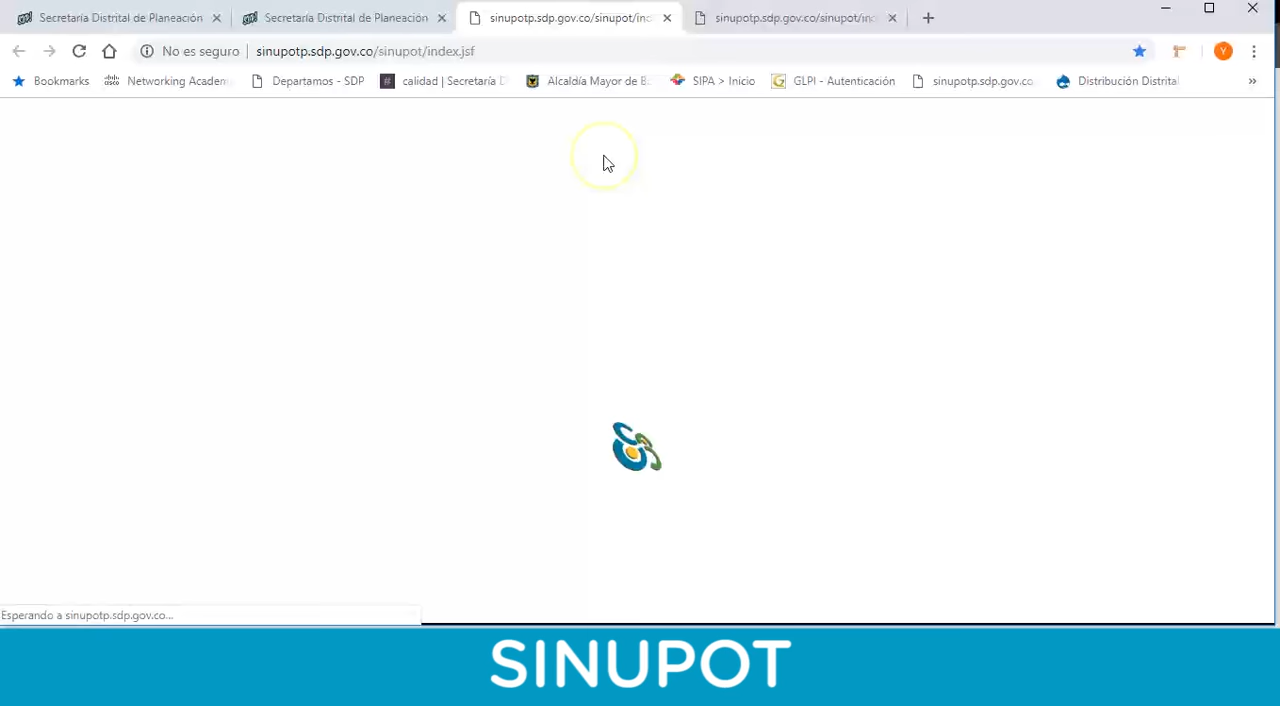 Secretaría Distrital de Planeación
Secretaría Distrital de Planeación
sinupotp.sdp.gov.co/sinupot/ind
sinupotp.sdp.gov.co/sinupot/ind
No es seguro
sinupotp.sdp.gov.co/sinupot/index.jsf
Y
Bookmarks
Networking Academ
Departamos - SDP
calidad | Secretaría D
Alcaldía Mayor de B
SIPA > Inicio
GLPI - Autenticación
sinupotp.sdp.gov.co
Distribución Distrital
»
Esperando a sinupotp.sdp.gov.co...
SINUPOT